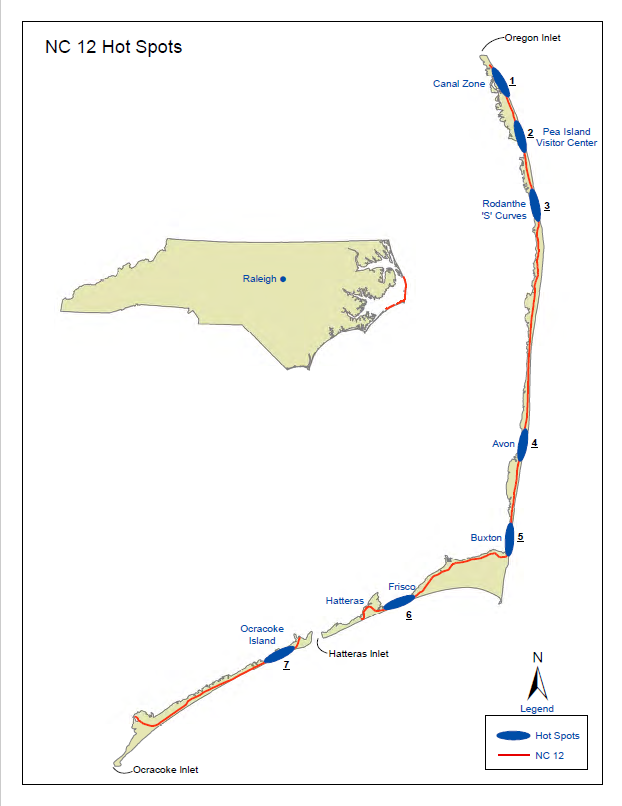 NC 12 Hot Spots
Oregon Inlet
Canal Zone
1
2
Pea Island
Visitor Center
Rodanthe
'S' Curves
3
Raleigh
Avon
4
Buxton
5
Frisco
Hatteras
6
Ocracoke
Island
7
Hatteras Inlet
Ocracoke Inlet
N
Legend
Hot Spots
NC 12